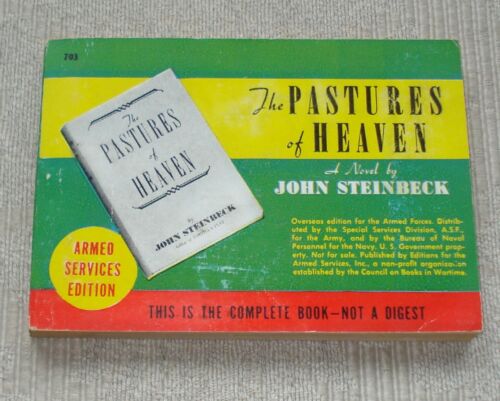 703
The PASTURES
of HEAVEN
A Novel by
JOHN STEINBECK
The
PASTURES
of
HEAVEN
by
JOHN STEINBECK
Overseas edition for the Armed Forces. Distrib-
uted by the Special Services Division, A.S.F.,
for the Army, and by the Bureau of Naval
Personnel for the Navy. U. S. Government prop-
erty. Not for sale. Published by Editions for the
Armed Services, Inc., a non-profit organization
established by the Council on Books in Wartime.
ARMED
SERVICES
EDITION
THIS IS THE COMPLETE BOOK—NOT A DIGEST